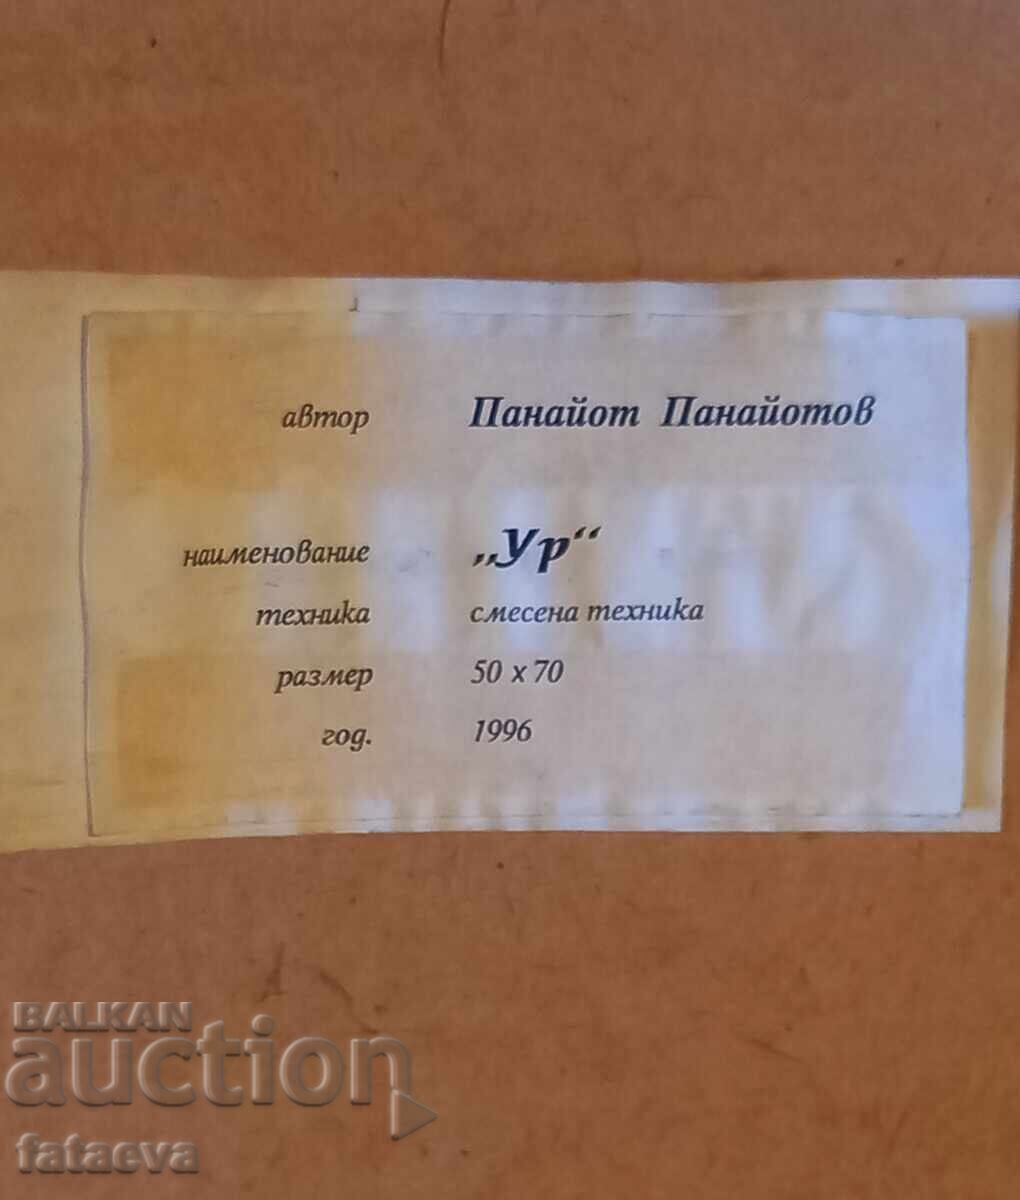 автор Панайот Панайотов
наименование „Ур“
техника смесена техника
размер 50 x 70
год. 1996
BALKAN
auction
fataeva